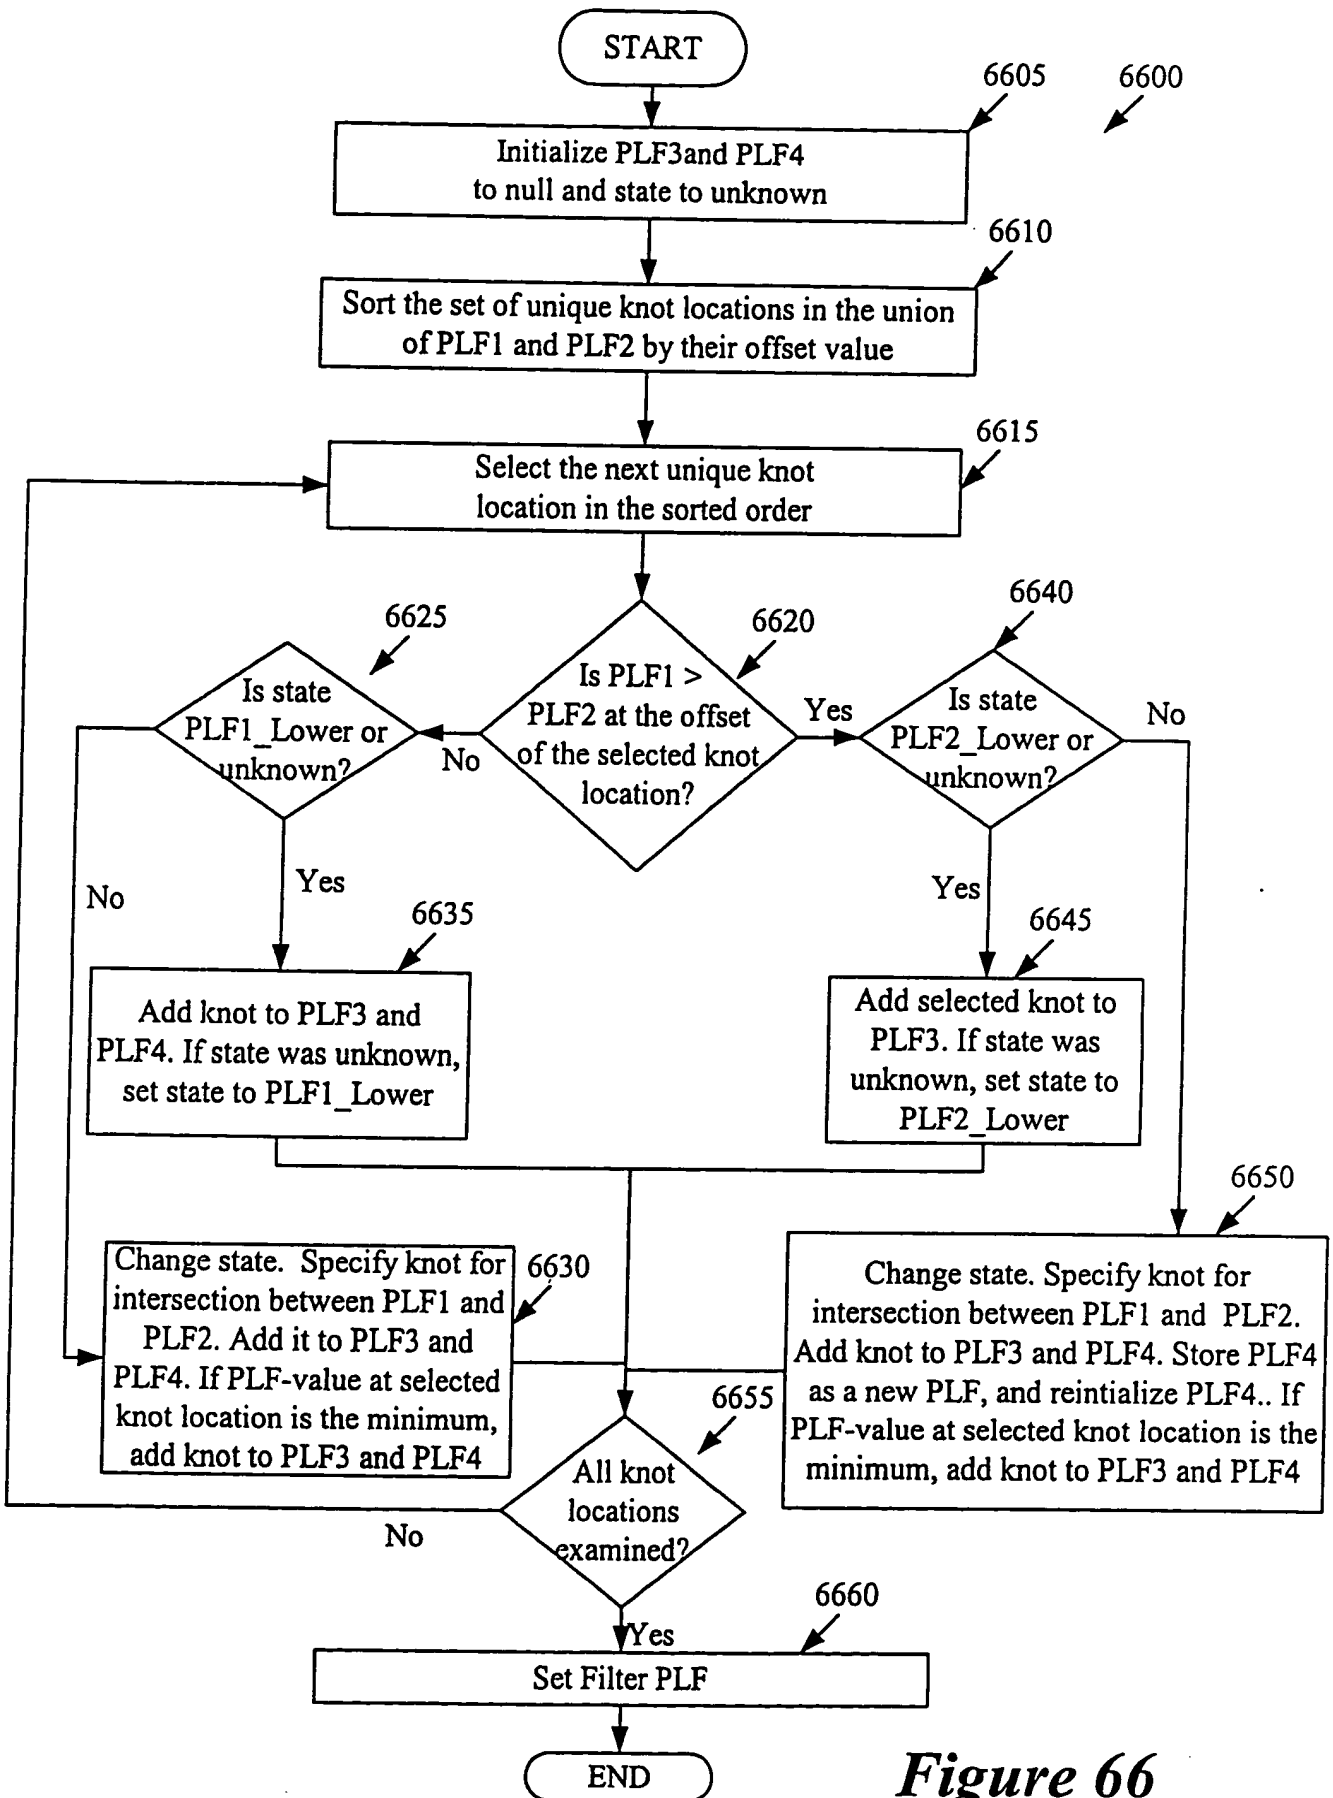 START
6605
6600
Initialize PLF3and PLF4
to null and state to unknown
6610
Sort the set of unique knot locations in the union
of PLF1 and PLF2 by their offset value
6615
Select the next unique knot
location in the sorted order
6625
6620
6640
Is state
PLF1_Lower or
unknown?
No
Is PLF1 >
PLF2 at the offset
of the selected knot
location?
Yes
Is state
PLF2_Lower or
unknown?
No
No
Yes
Yes
6635
6645
Add knot to PLF3 and
PLF4. If state was unknown,
set state to PLF1_Lower
Add selected knot to
PLF3. If state was
unknown, set state to
PLF2_Lower
6650
Change state. Specify knot for
intersection between PLF1 and
PLF2. Add it to PLF3 and
PLF4. If PLF-value at selected
knot location is the minimum,
add knot to PLF3 and PLF4
6630
Change state. Specify knot for
intersection between PLF1 and PLF2.
Add knot to PLF3 and PLF4. Store PLF4
as a new PLF, and reintialize PLF4.. If
PLF-value at selected knot location is the
minimum, add knot to PLF3 and PLF4
6655
All knot
locations
examined?
No
Yes
6660
Set Filter PLF
END
Figure 66